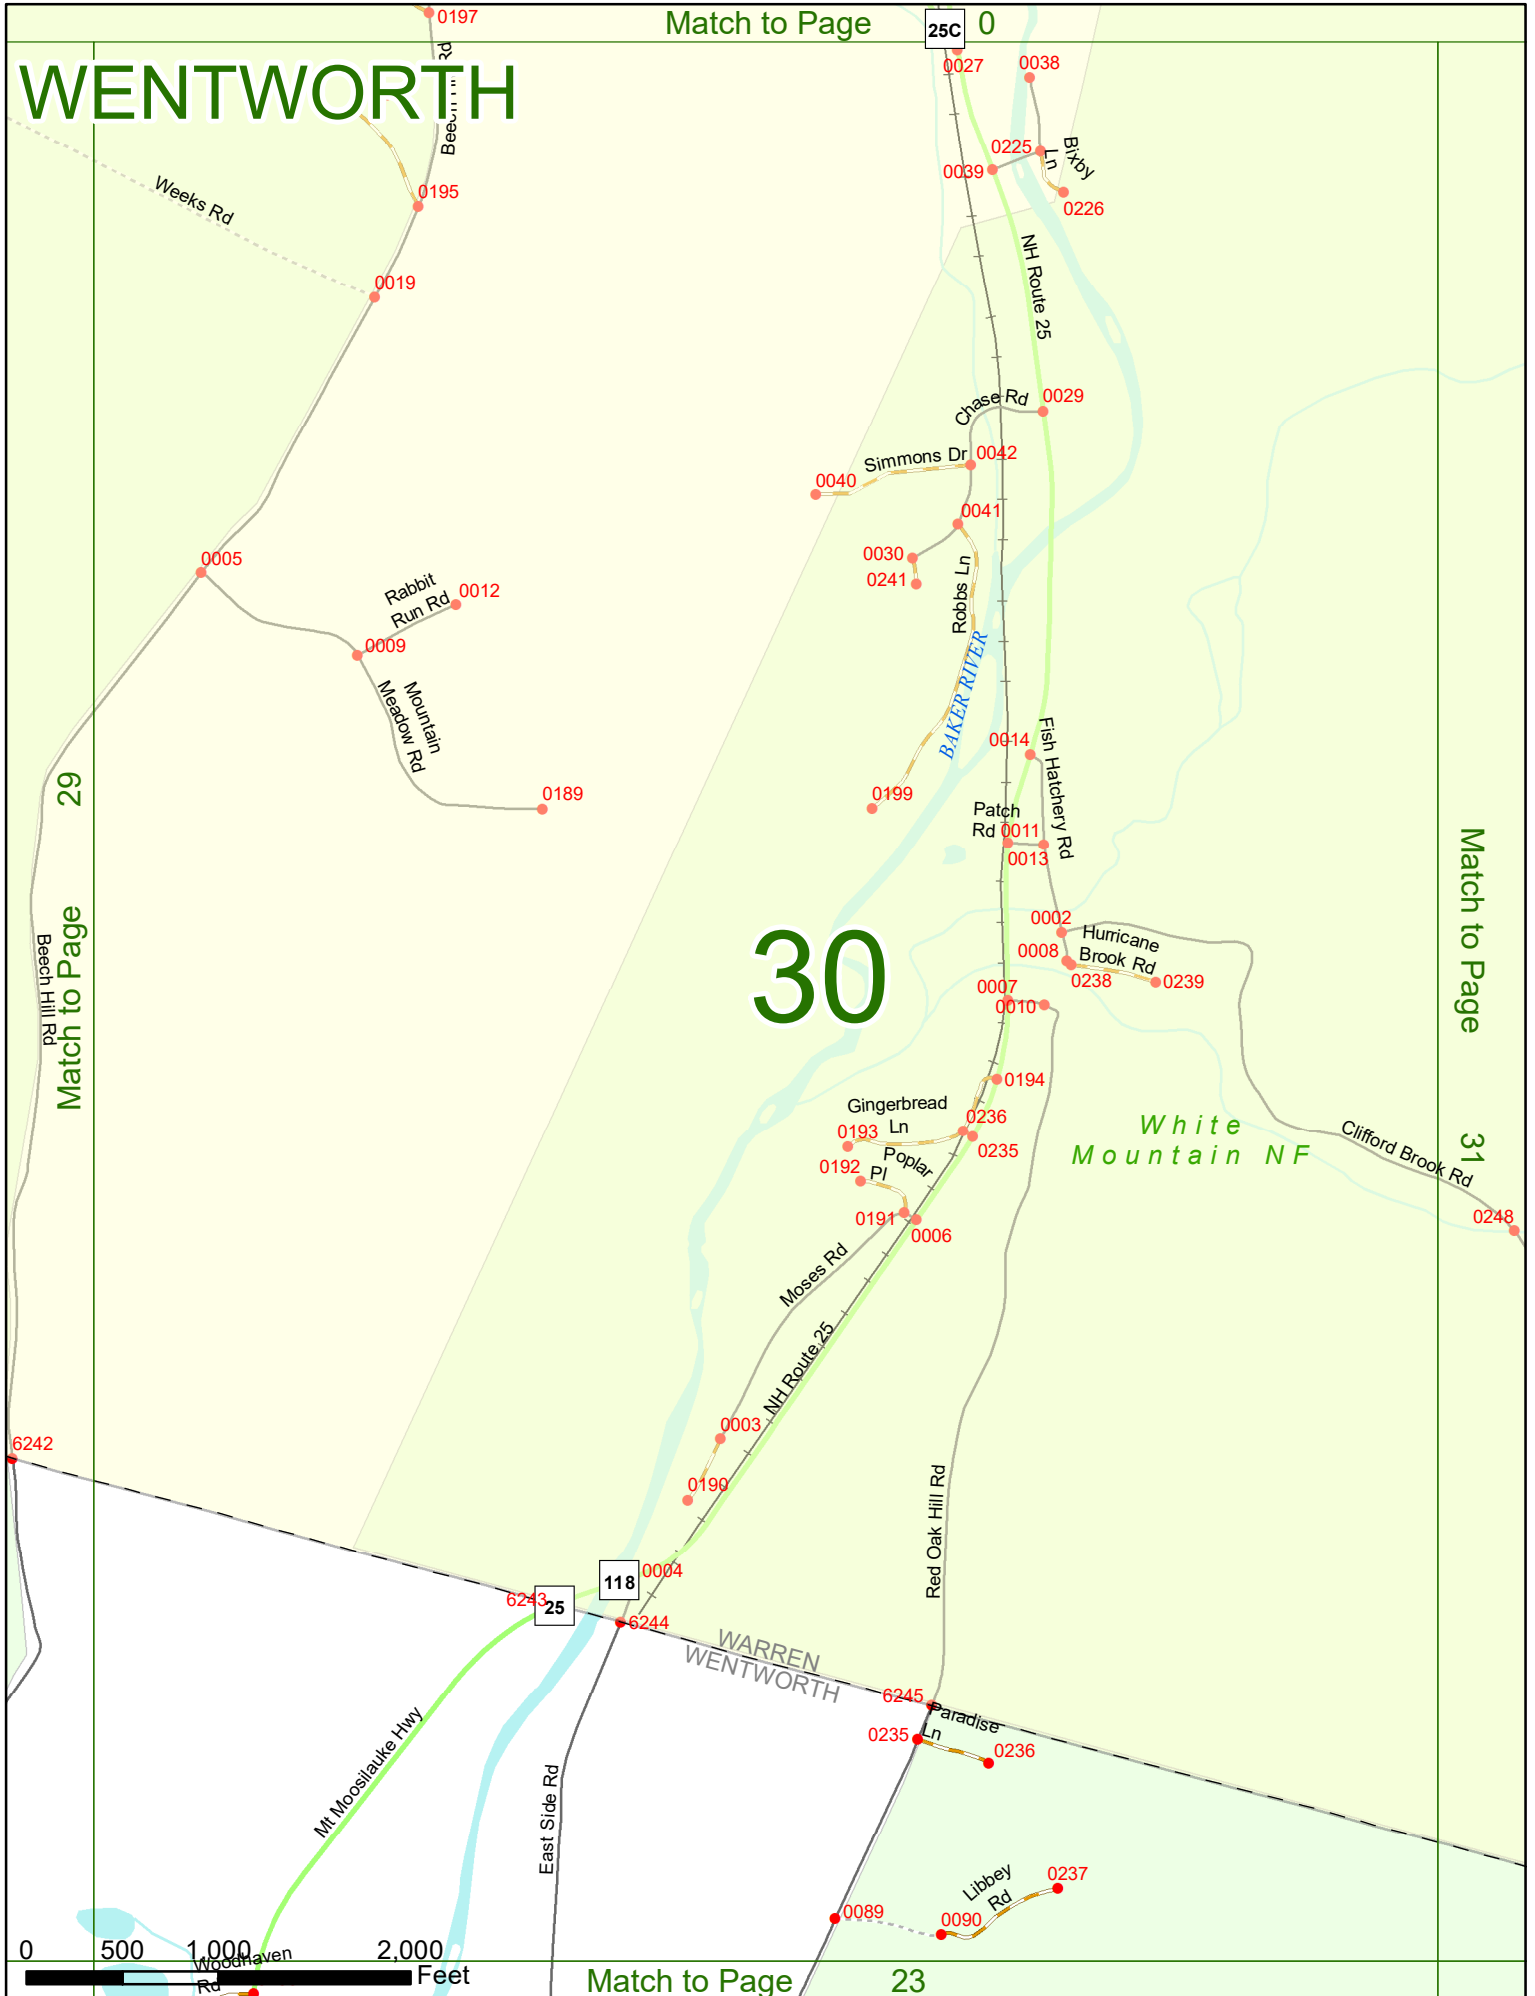 0197
Match to Page 0
25C
WENTWORTH
0027
0038
Beech Hill Rd
0225
Bixby
Ln
0039
0226
Weeks Rd
0195
0019
NH Route 25
0029
Chase Rd
0042
Simmons Dr
0040
0041
0030
0241
Robbs Ln
0005
Rabbit
Run Rd
0012
0009
Mountain
Meadow Rd
BAKER RIVER
0014
Fish Hatchery Rd
0189
0199
Patch
Rd
0011
0013
29
Match to Page
Beech Hill Rd
30
0002
Hurricane
Brook Rd
0008
0238
0239
0007
0010
Match to Page
31
0194
Gingerbread
Ln
0236
0193
0235
Poplar
Pl
0192
0191
0006
White
Mountain NF
Clifford Brook Rd
0248
Moses Rd
NH Route 25
0003
6242
0190
Red Oak Hill Rd
0004
118
6243
25
6244
WARREN
WENTWORTH
6245
Paradise
Ln
0235
0236
Mt Moosilauke Hwy
East Side Rd
Libbey
Rd
0237
0089
0090
0 500 1,000 2,000
Feet
Woodhaven
Rd
Match to Page 23